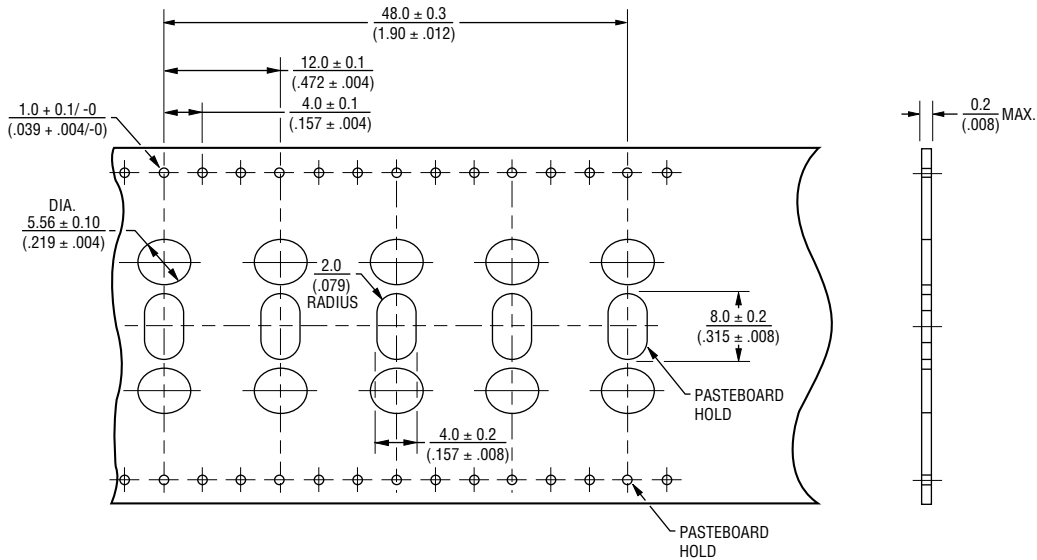 48.0 ± 0.3
(1.90 ± .012)
12.0 ± 0.1
(.472 ± .004)
1.0 + 0.1/ -0
(.039 + .004/-0)
4.0 ± 0.1
(.157 ± .004)
0.2
(.008)
MAX.
DIA.
5.56 ± 0.10
(.219 ± .004)
2.0
(.079)
RADIUS
8.0 ± 0.2
(.315 ± .008)
PASTEBOARD
HOLD
4.0 ± 0.2
(.157 ± .008)
PASTEBOARD
HOLD